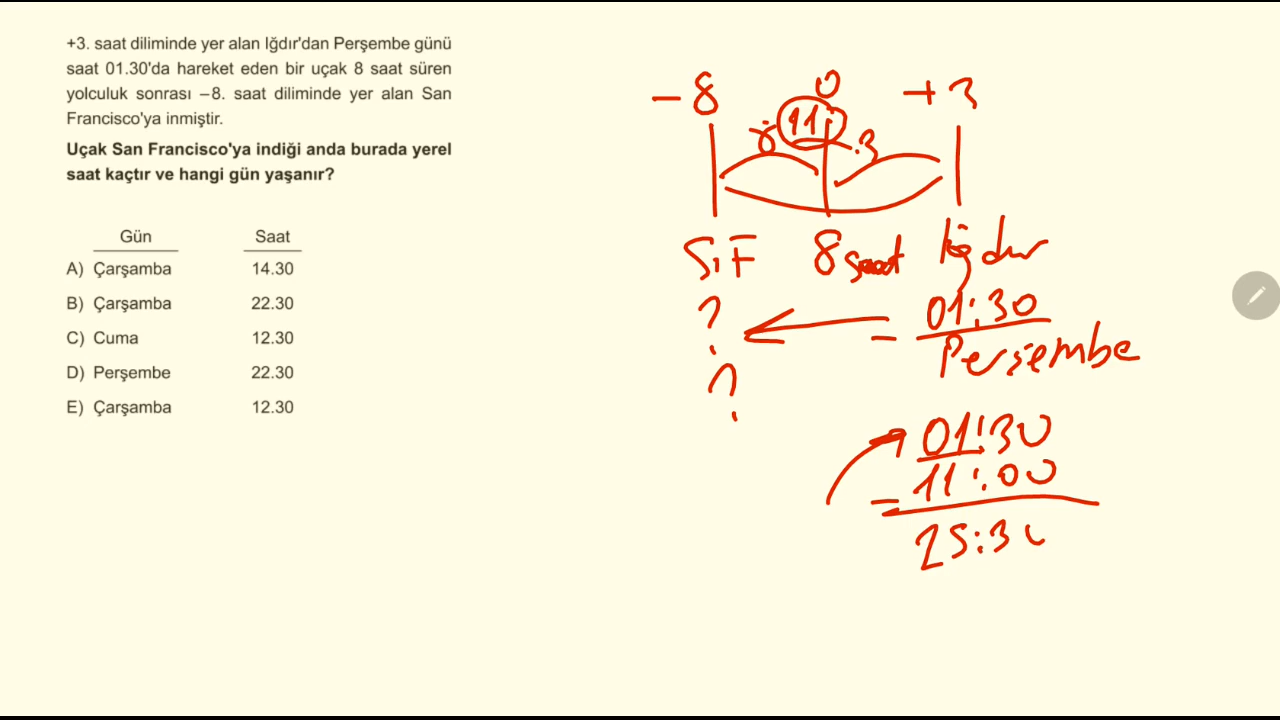 +3. saat diliminde yer alan Iğdır'dan Perşembe günü
saat 01.30'da hareket eden bir uçak 8 saat süren
yolculuk sonrası –8. saat diliminde yer alan San
Francisco'ya inmiştir.
Uçak San Francisco'ya indiği anda burada yerel
saat kaçtır ve hangi gün yaşanır?
Gün Saat
A) Çarşamba 14.30
B) Çarşamba 22.30
C) Cuma 12.30
D) Perşembe 22.30
E) Çarşamba 12.30
-8 0 +3
8 11 3
S.F 8 saat Iğdır
? 01:30
? Perşembe
01:30
- 11:00
25:30